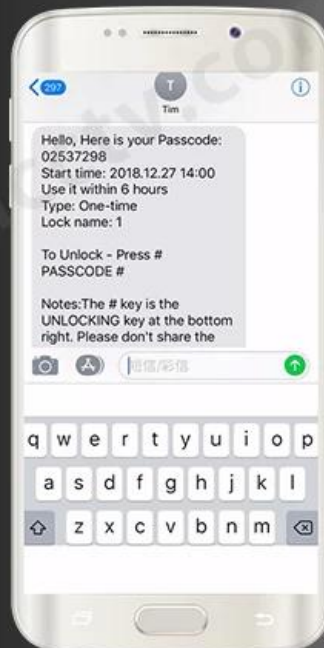 297
T
Tim
Hello, Here is your Passcode:
02537298
Start time: 2018.12.27 14:00
Use it within 6 hours
Type: One-time
Lock name: 1
To Unlock - Press #
PASSCODE #
Notes:The # key is the
UNLOCKING key at the bottom
right. Please don't share the
短信/彩信
q w e r t y u i o p
a s d f g h j k l
z x c v b n m